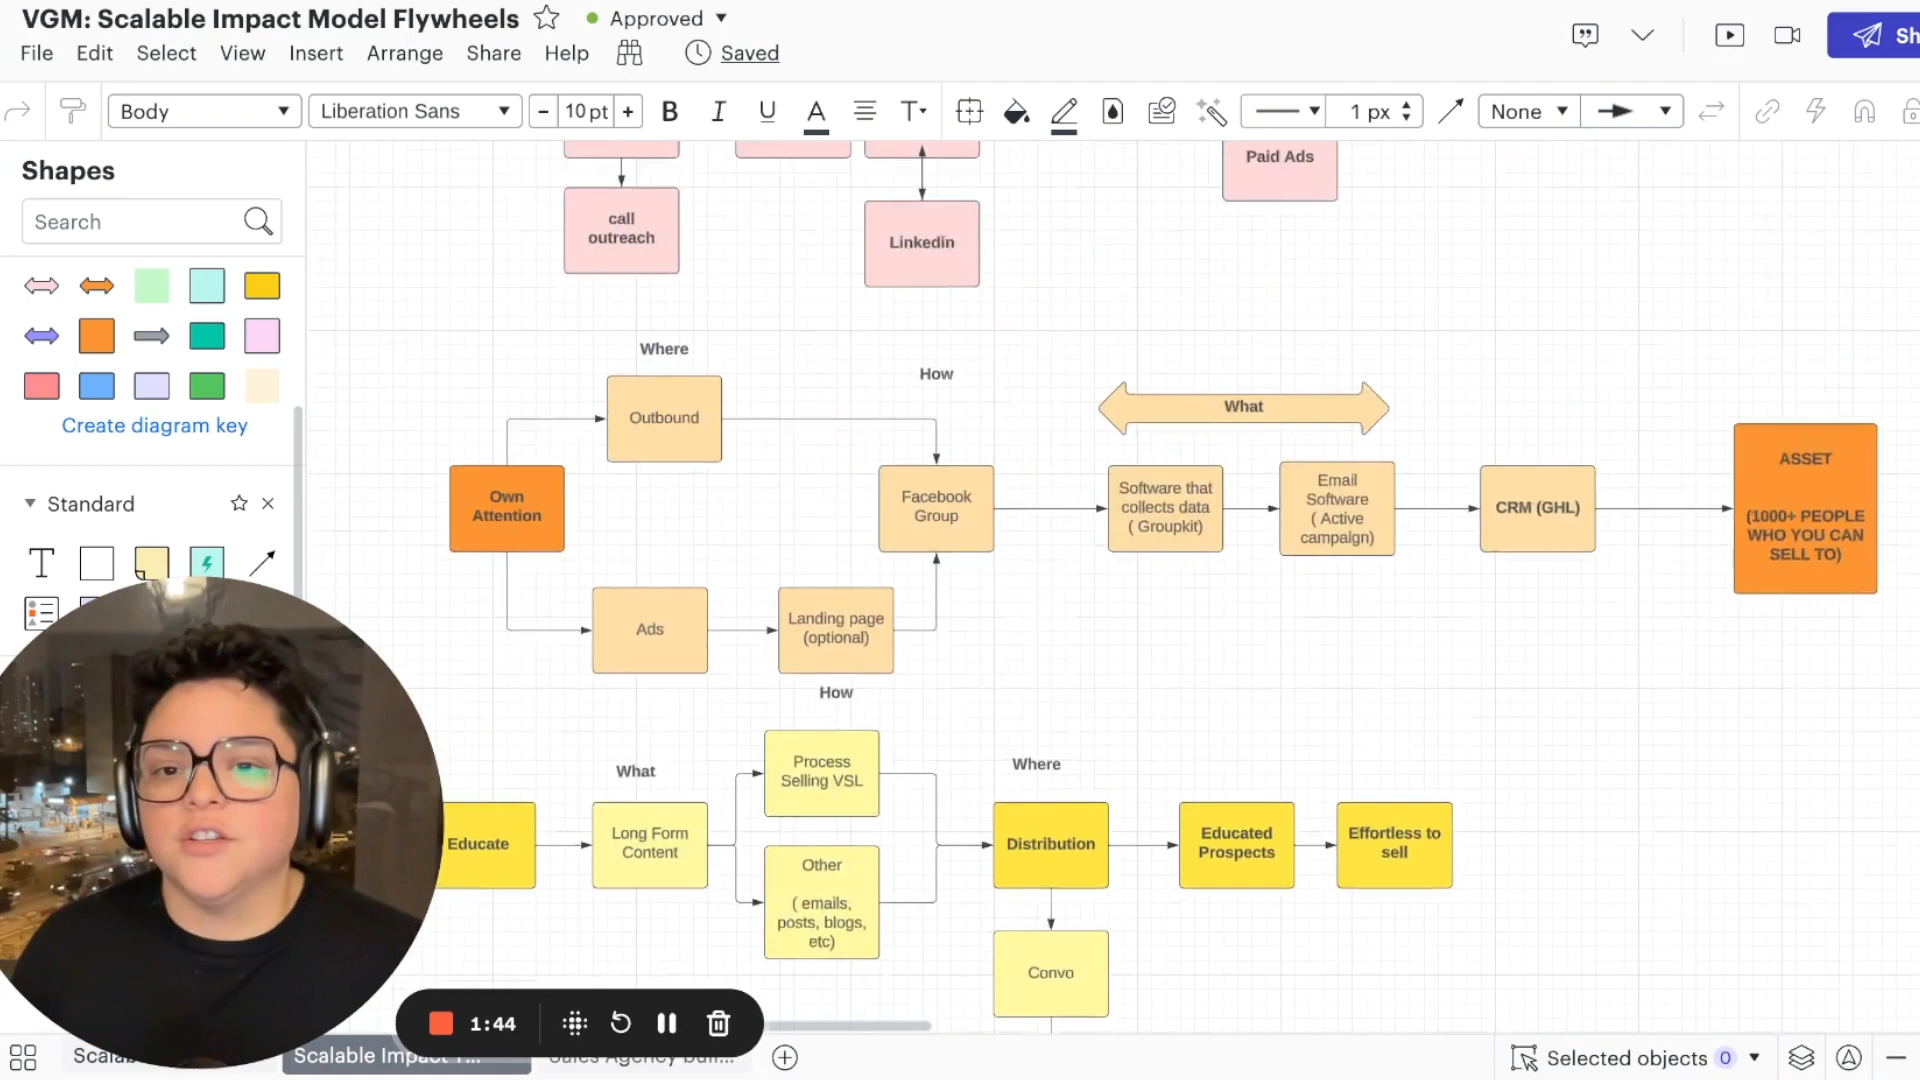 VGM: Scalable Impact Model Flywheels
Approved
File Edit Select View Insert Arrange Share Help
Saved
Sh
Body
Liberation Sans
- 10 pt +
B I U A T
1 px
None
Shapes
Search
Create diagram key
Standard
T
Paid Ads
call
outreach
Linkedin
Where
How
Outbound
What
Own
Attention
Facebook
Group
Software that
collects data
( Groupkit)
Email
Software
( Active
campaign)
CRM (GHL)
ASSET
(1000+ PEOPLE
WHO YOU CAN
SELL TO)
Ads
Landing page
(optional)
How
What
Process
Selling VSL
Where
Educate
Long Form
Content
Other
( emails,
posts, blogs,
etc)
Distribution
Educated
Prospects
Effortless to
sell
Convo
1:44
Scalable Impact
Sales Agency
Selected objects 0